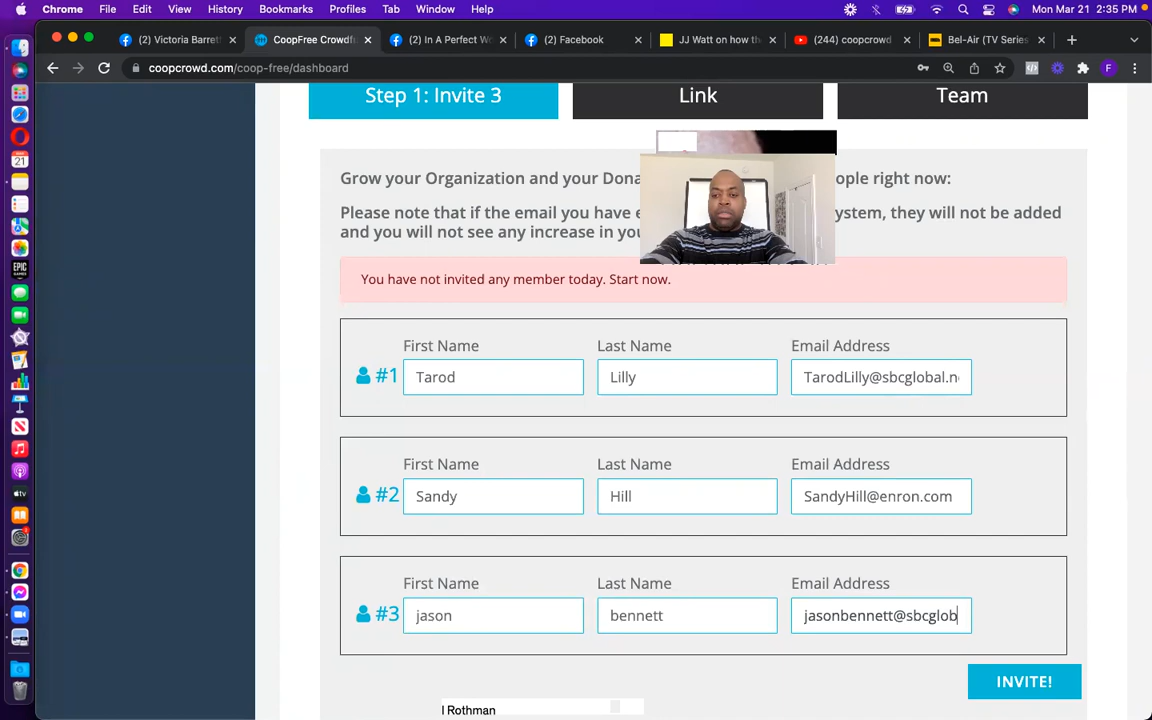 Chrome File Edit View History Bookmarks Profiles Tab Window Help Mon Mar 21 2:35 PM
(2) Victoria Barret CoopFree Crowdfu (2) In A Perfect Wo (2) Facebook JJ Watt on how th (244) coopcrowd Bel-Air (TV Series
coopcrowd.com/coop-free/dashboard F
Step 1: Invite 3 Link Team
Grow your Organization and your Dona ople right now:
Please note that if the email you have e ystem, they will not be added
and you will not see any increase in you
You have not invited any member today. Start now.
First Name Last Name Email Address
#1 Tarod Lilly TarodLilly@sbcglobal.n
First Name Last Name Email Address
#2 Sandy Hill SandyHill@enron.com
First Name Last Name Email Address
#3 jason bennett jasonbennett@sbcglob
INVITE!
l Rothman